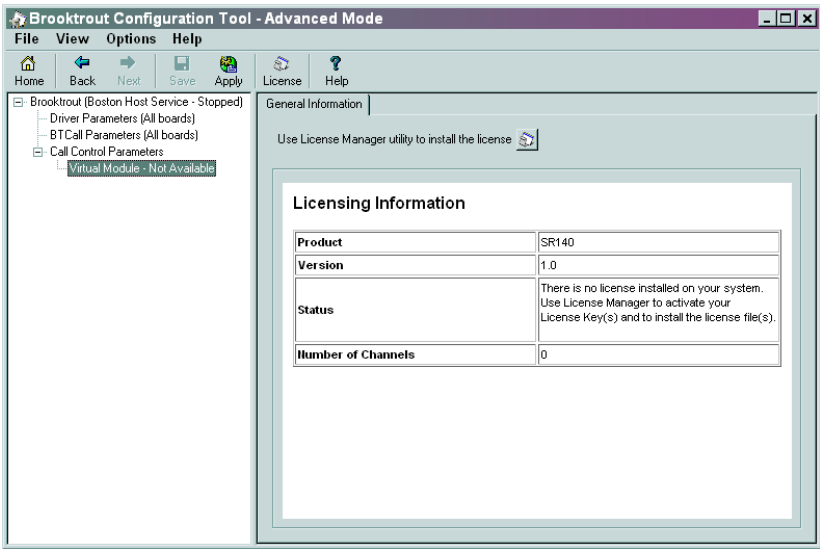 Brooktrout Configuration Tool - Advanced Mode
File View Options Help
Home Back Next Save Apply License Help
Brooktrout (Boston Host Service - Stopped)
Driver Parameters (All boards)
BTCall Parameters (All boards)
Call Control Parameters
Virtual Module - Not Available
General Information
Use License Manager utility to install the license
Licensing Information
Product SR140
Version 1.0
Status
There is no license installed on your system.
Use License Manager to activate your
License Key(s) and to install the license file(s).
Number of Channels 0